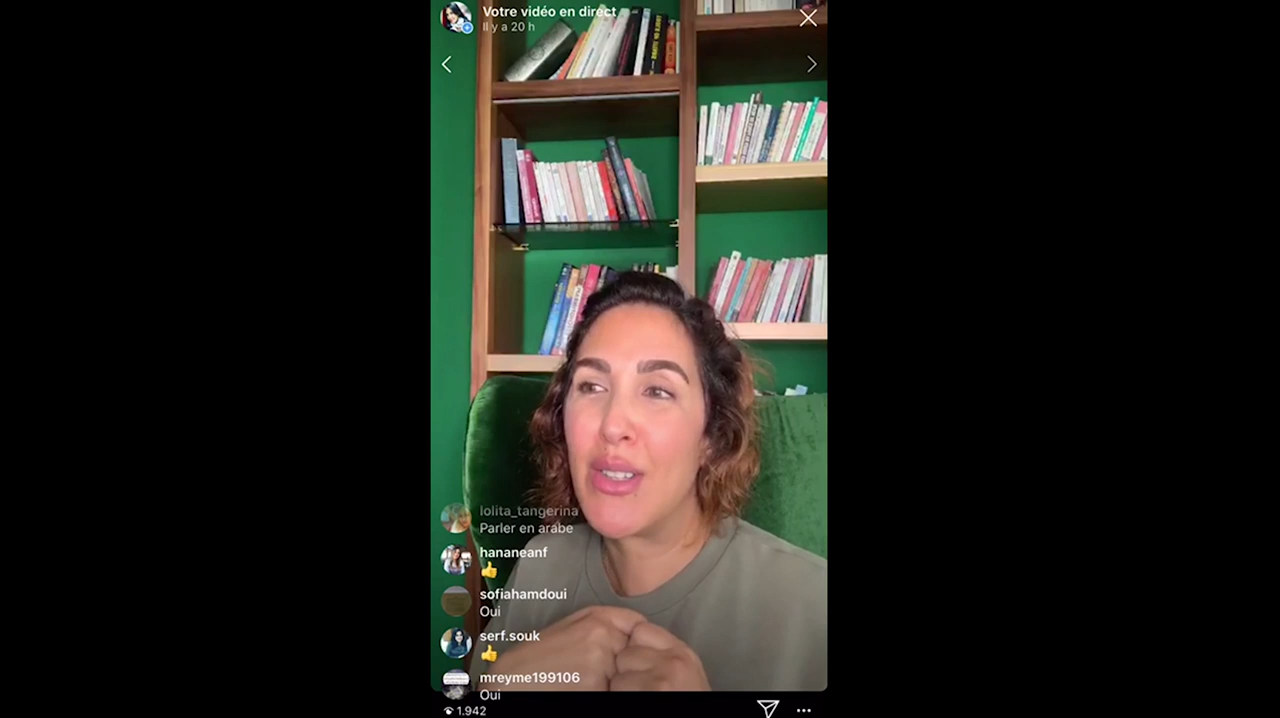 Votre vidéo en direct
Il y a 20 h
lolita_tangerina
Parler en arabe
hananeanf
👍
sofiahamdoui
Oui
serf.souk
👍
mreyme199106
Oui
1.942